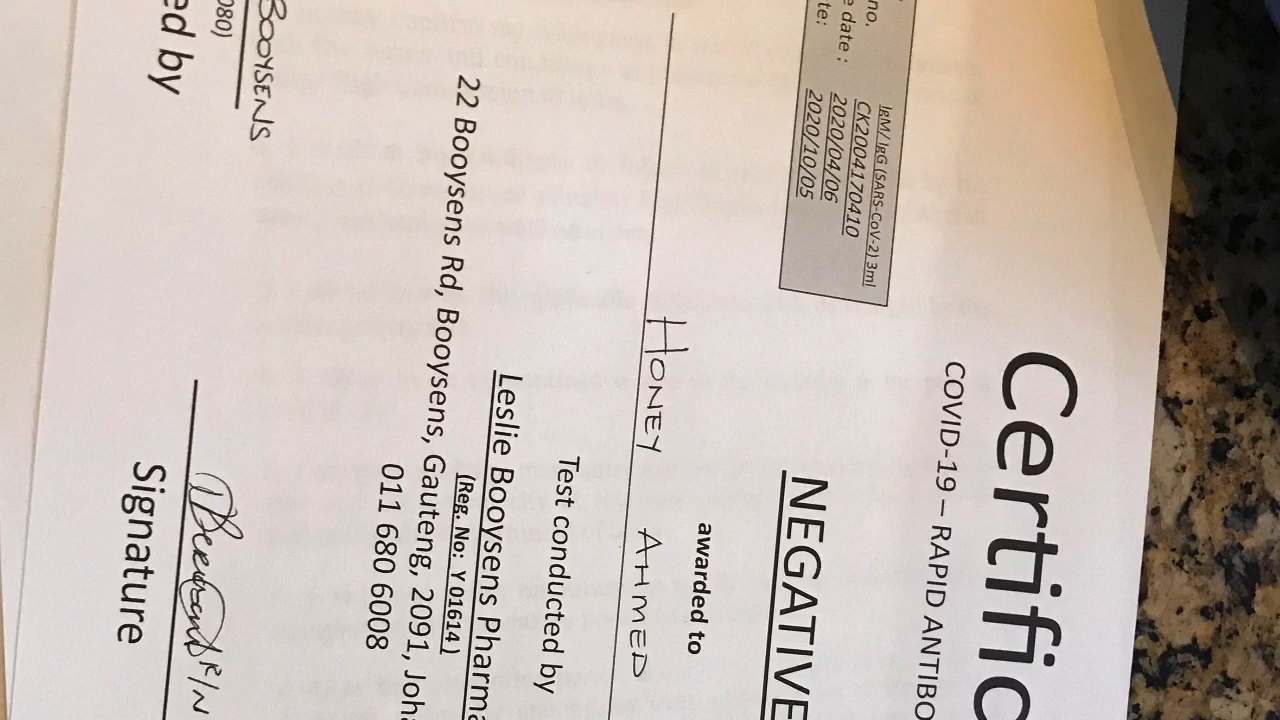 Certific
COVID-19 – RAPID ANTIBO
IgM/IgG (SARS-CoV-2) 3ml
no. CK2004170410
e date : 2020/04/06
te: 2020/10/05
NEGATIVE
awarded to
HONEY AHMED
Test conducted by
Leslie Booysens Pharma
(Reg. No: Y01614)
22 Booysens Rd, Booysens, Gauteng, 2091, Joha
011 680 6008
BOOYSENS
080)
R/N
ed by
Signature